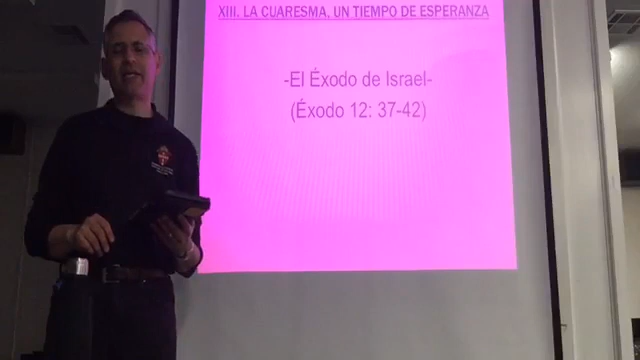 XIII. LA CUARESMA, UN TIEMPO DE ESPERANZA
-El Éxodo de Israel-
(Éxodo 12: 37-42)